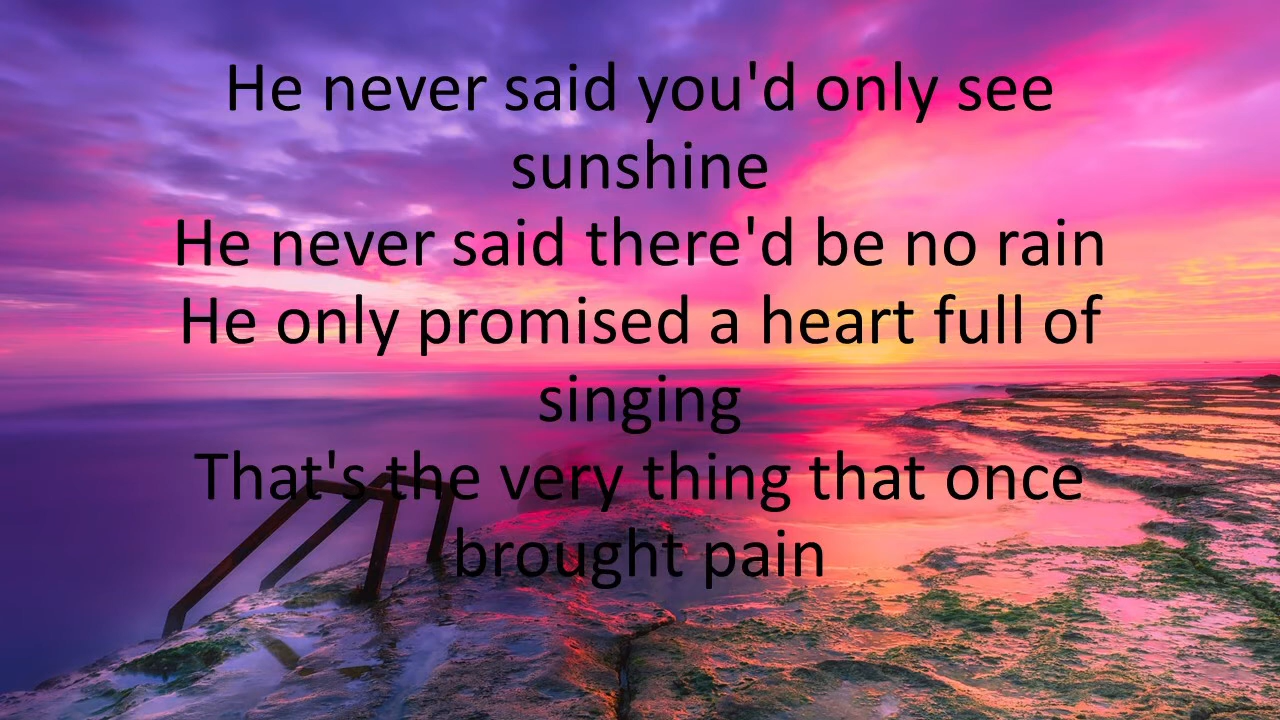 He never said you'd only see
sunshine
He never said there'd be no rain
He only promised a heart full of
singing
That's the very thing that once
brought pain